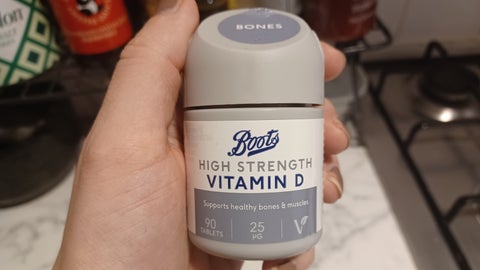 BONES
Boots
HIGH STRENGTH
VITAMIN D
Supports healthy bones & muscles
90 25
TABLETS µG
V